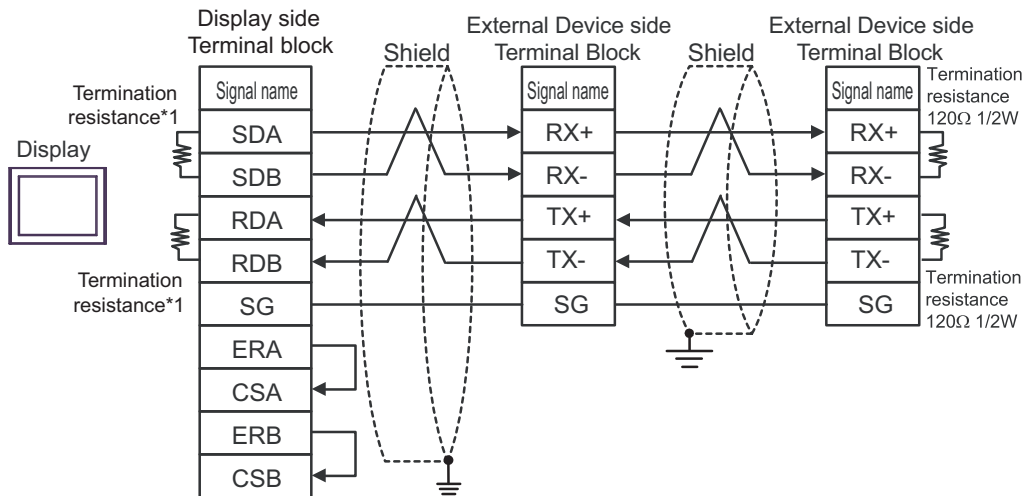 Display side
Terminal block
Shield
External Device side
Terminal Block
Shield
External Device side
Terminal Block
Termination
resistance*1
Display
Termination
resistance*1
Signal name
SDA
SDB
RDA
RDB
SG
ERA
CSA
ERB
CSB
Signal name
RX+
RX-
TX+
TX-
SG
Signal name
RX+
RX-
TX+
TX-
SG
Termination
resistance
120Ω 1/2W
Termination
resistance
120Ω 1/2W